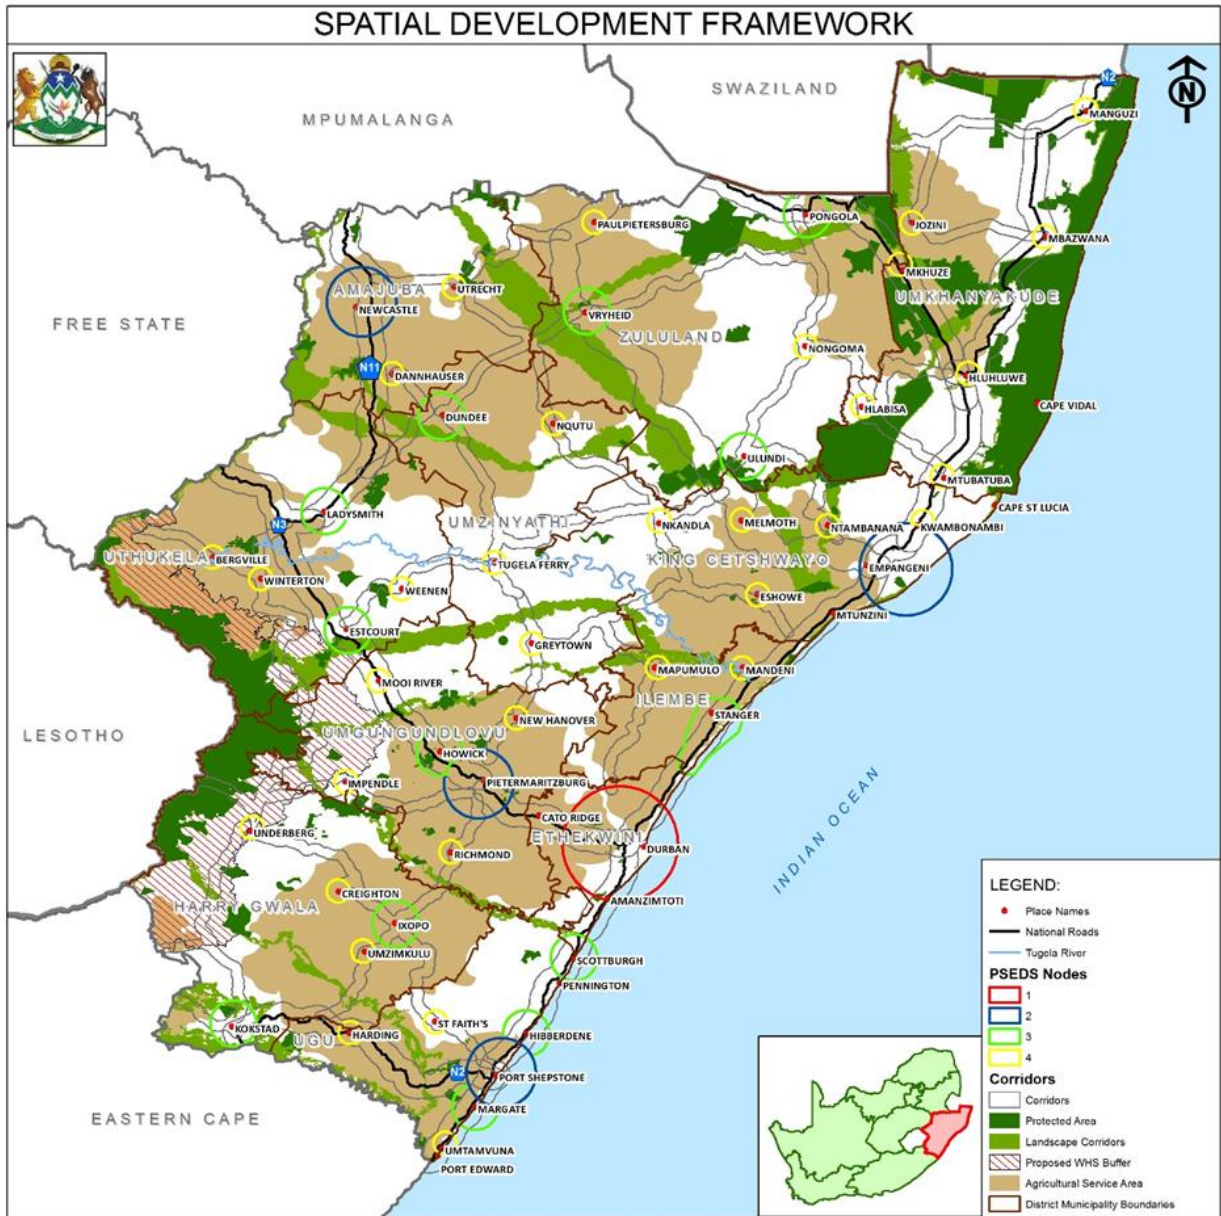 SPATIAL DEVELOPMENT FRAMEWORK
SWAZILAND
MPUMALANGA
N
N2
MANGUZI
PAULPIETERSBURG
PONGOLA
JOZINI
MBAZWANA
MKHUZE
UMKHANYAKUDE
AMAJUBA
UTRECHT
NEWCASTLE
FREE STATE
VRYHEID
ZULULAND
NONGOMA
N11
DANNHAUSER
HLUHLUWE
HLABISA
CAPE VIDAL
DUNDEE
NQUTU
ULUNDI
MTUBATUBA
CAPE ST LUCIA
LADYSMITH
N3
UMZINYATHI
NKANDLA
MELMOTH
NTAMBANANA
KWAMBONAMBI
UTHUKELA
BERGVILLE
TUGELA FERRY
KING CETSHWAYO
EMPANGENI
WINTERTON
WEENEN
ESHOWE
MTUNZINI
ESTCOURT
GREYTOWN
MAPUMULO
MANDENI
MOOI RIVER
ILEMBE
STANGER
NEW HANOVER
LESOTHO
UMGUNGUNDLOVU
HOWICK
IMPENDLE
PIETERMARITZBURG
CATO RIDGE
UNDERBERG
ETHEKWINI
DURBAN
RICHMOND
INDIAN OCEAN
CREIGHTON
AMANZIMTOTI
HARRY GWALA
IXOPO
UMZIMKULU
SCOTTBURGH
PENNINGTON
KOKSTAD
HARDING
ST FAITH'S
HIBBERDENE
UGU
N2
PORT SHEPSTONE
MARGATE
EASTERN CAPE
UMTAMVUNA
PORT EDWARD
LEGEND:
Place Names
National Roads
Tugela River
PSEDS Nodes
1
2
3
4
Corridors
Corridors
Protected Area
Landscape Corridors
Proposed WHS Buffer
Agricultural Service Area
District Municipality Boundaries